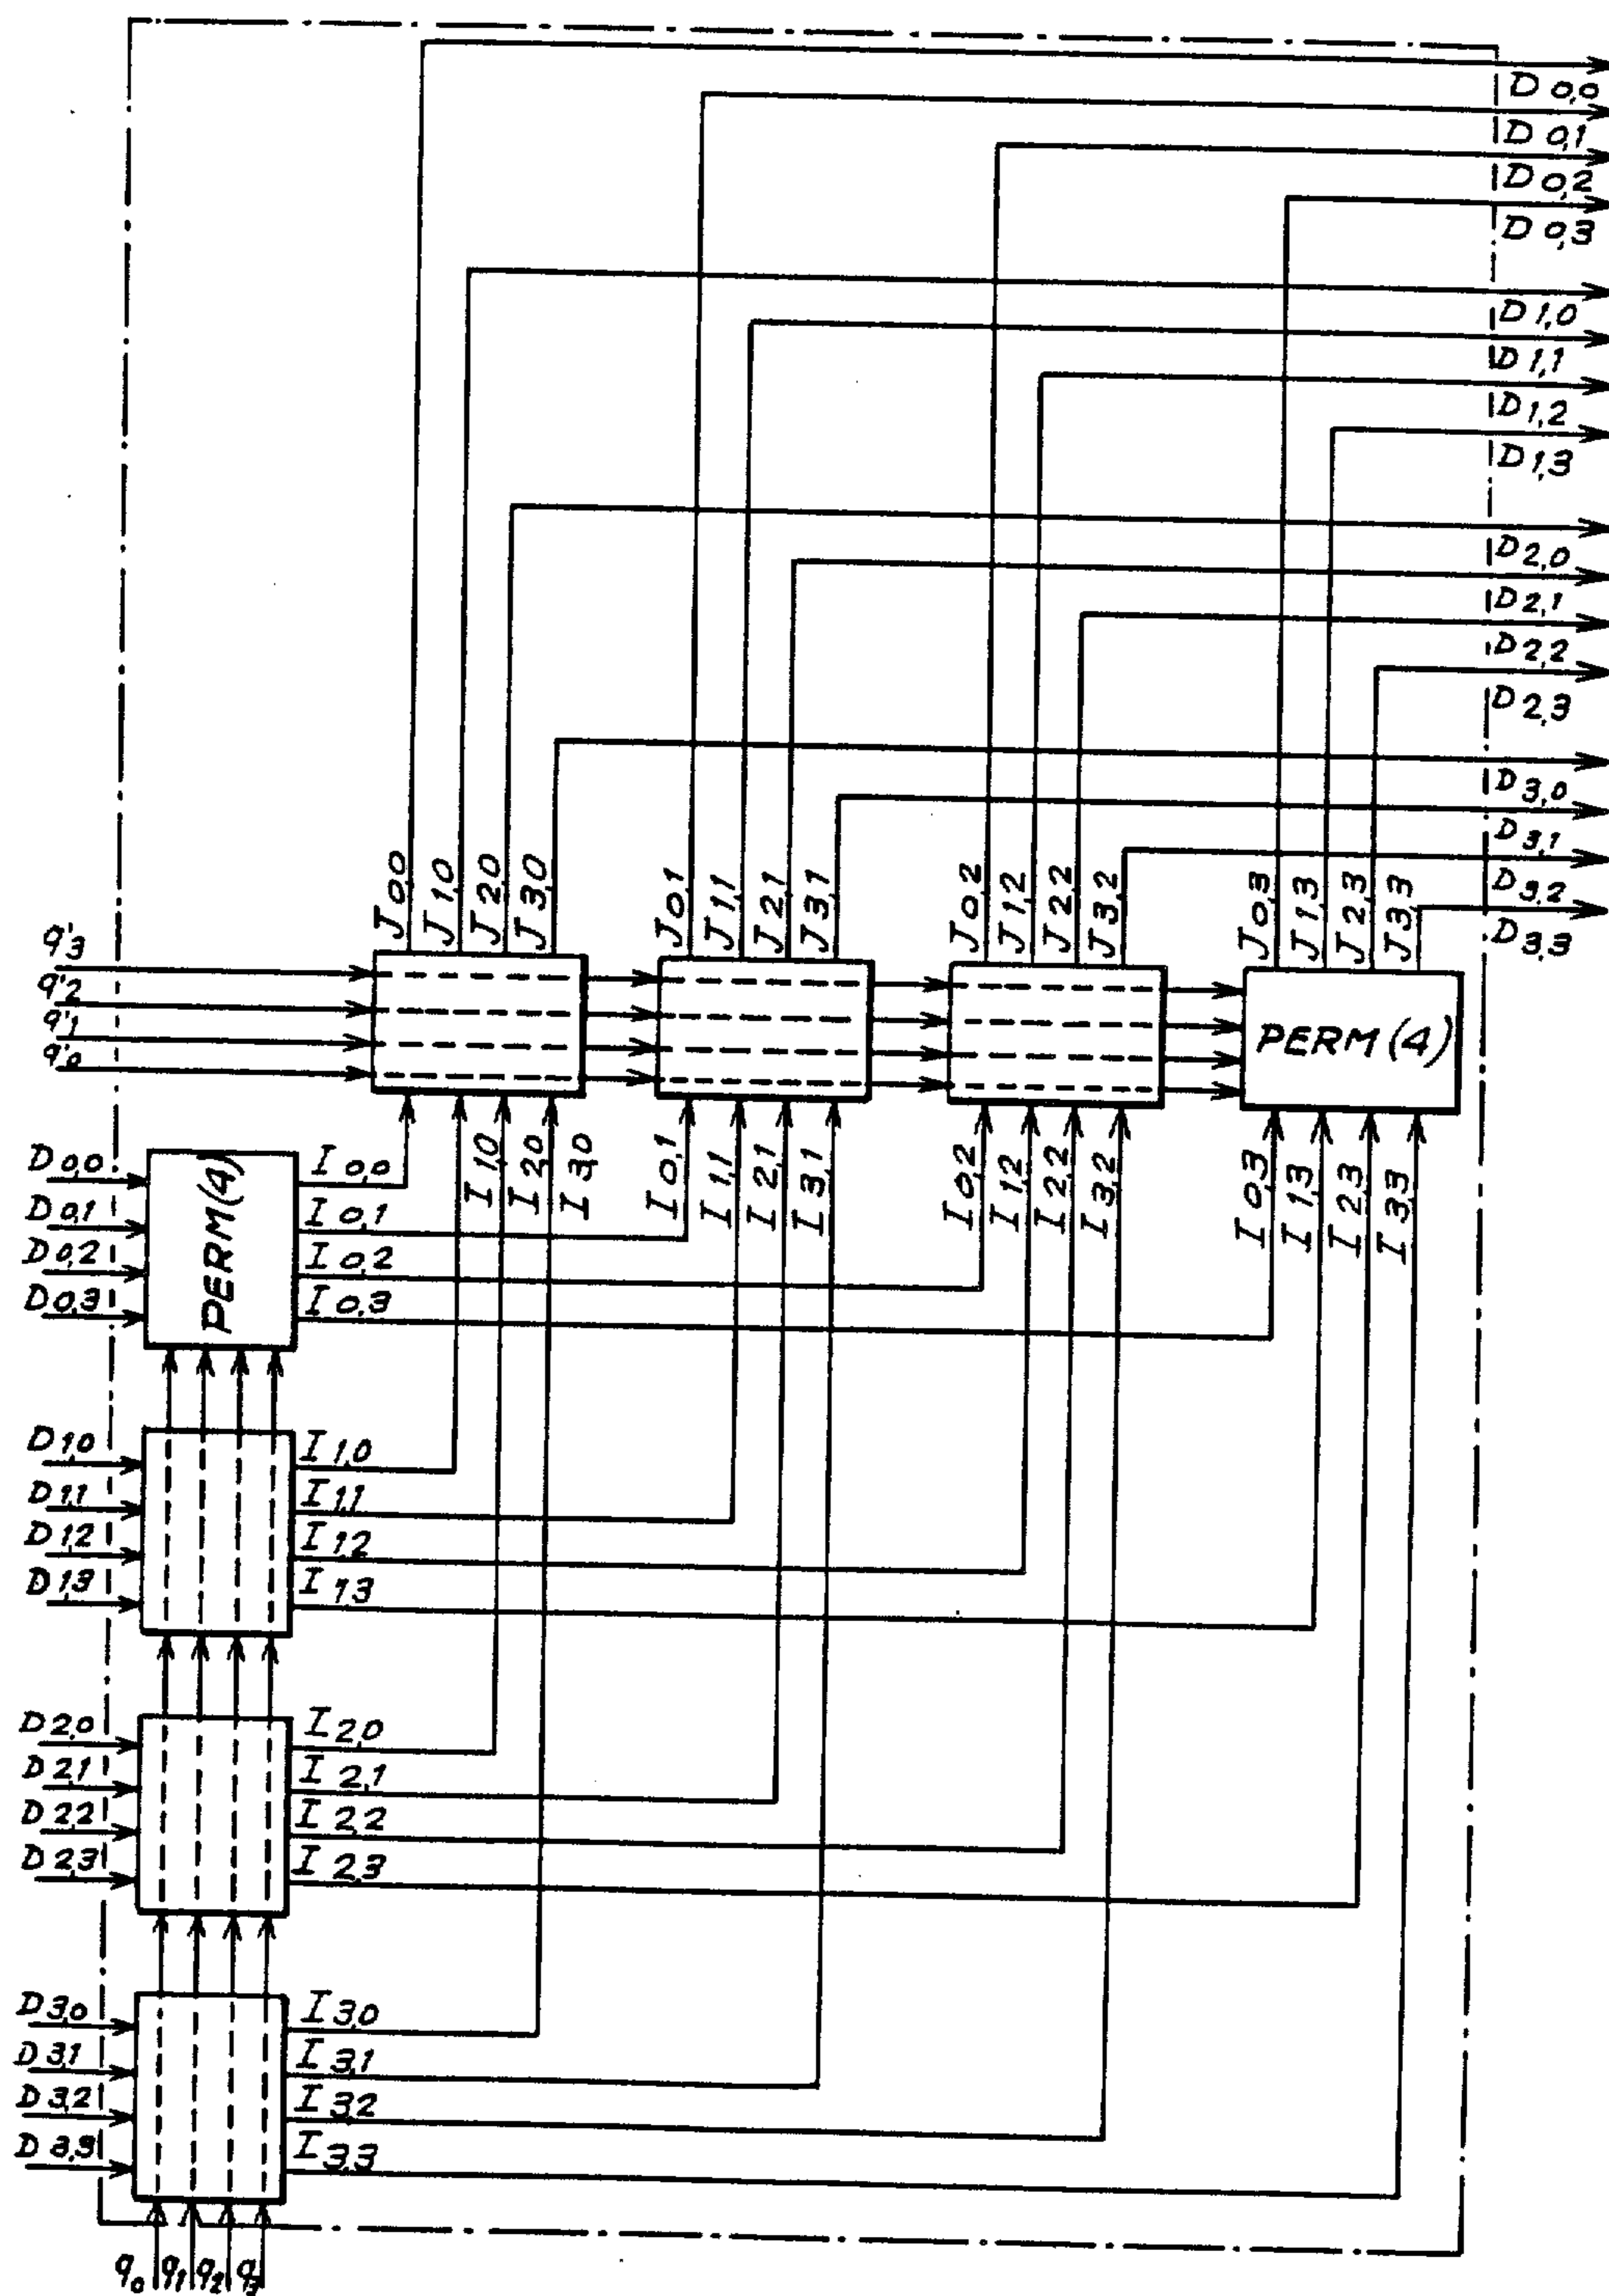 D 0,0
D 0,1
D 0,2
D 0,3
D 1,0
D 1,1
D 1,2
D 1,3
D 2,0
D 2,1
D 2,2
D 2,3
D 3,0
D 3,1
D 3,2
D 3,3
J 0,0
J 1,0
J 2,0
J 3,0
J 0,1
J 1,1
J 2,1
J 3,1
J 0,2
J 1,2
J 2,2
J 3,2
J 0,3
J 1,3
J 2,3
J 3,3
q'3
q'2
q'1
q'0
PERM (4)
I 1,0
I 2,0
I 3,0
I 0,1
I 1,1
I 2,1
I 3,1
I 0,2
I 1,2
I 2,2
I 3,2
I 0,3
I 1,3
I 2,3
I 3,3
D 0,0
D 0,1
D 0,2
D 0,3
PERM (4)
I 0,0
I 0,1
I 0,2
I 0,3
D 1,0
D 1,1
D 1,2
D 1,3
I 1,0
I 1,1
I 1,2
I 1,3
D 2,0
D 2,1
D 2,2
D 2,3
I 2,0
I 2,1
I 2,2
I 2,3
D 3,0
D 3,1
D 3,2
D 3,3
I 3,0
I 3,1
I 3,2
I 3,3
q0 q1 q2 q3